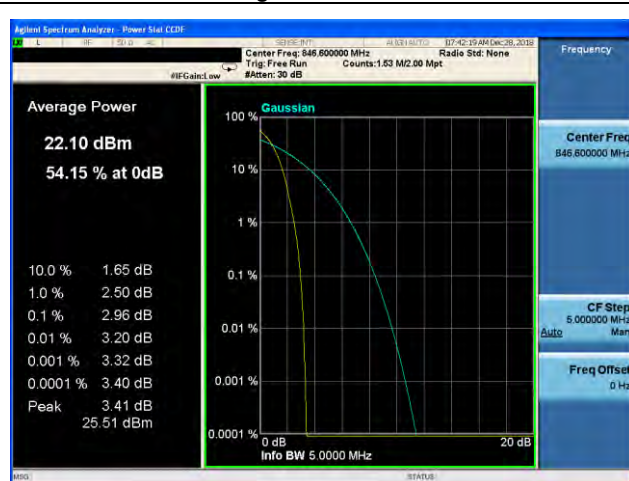 Agilent Spectrum Analyzer - Power Stat CCDF
L RF 50 Ω AC SENSE:INT ALIGN AUTO 07:42:19 AM Dec 28, 2018
Center Freq: 846.600000 MHz Radio Std: None
Trig: Free Run Counts:1.53 M/2.00 Mpt
#IFGain:Low #Atten: 30 dB
Frequency
Average Power
22.10 dBm
54.15 % at 0dB
10.0 % 1.65 dB
1.0 % 2.50 dB
0.1 % 2.96 dB
0.01 % 3.20 dB
0.001 % 3.32 dB
0.0001 % 3.40 dB
Peak 3.41 dB
25.51 dBm
Gaussian
100 %
10 %
1 %
0.1 %
0.01 %
0.001 %
0.0001 %
0 dB 20 dB
Info BW 5.0000 MHz
Center Freq
846.600000 MHz
CF Step
5.000000 MHz
Auto Man
Freq Offset
0 Hz
MSG STATUS